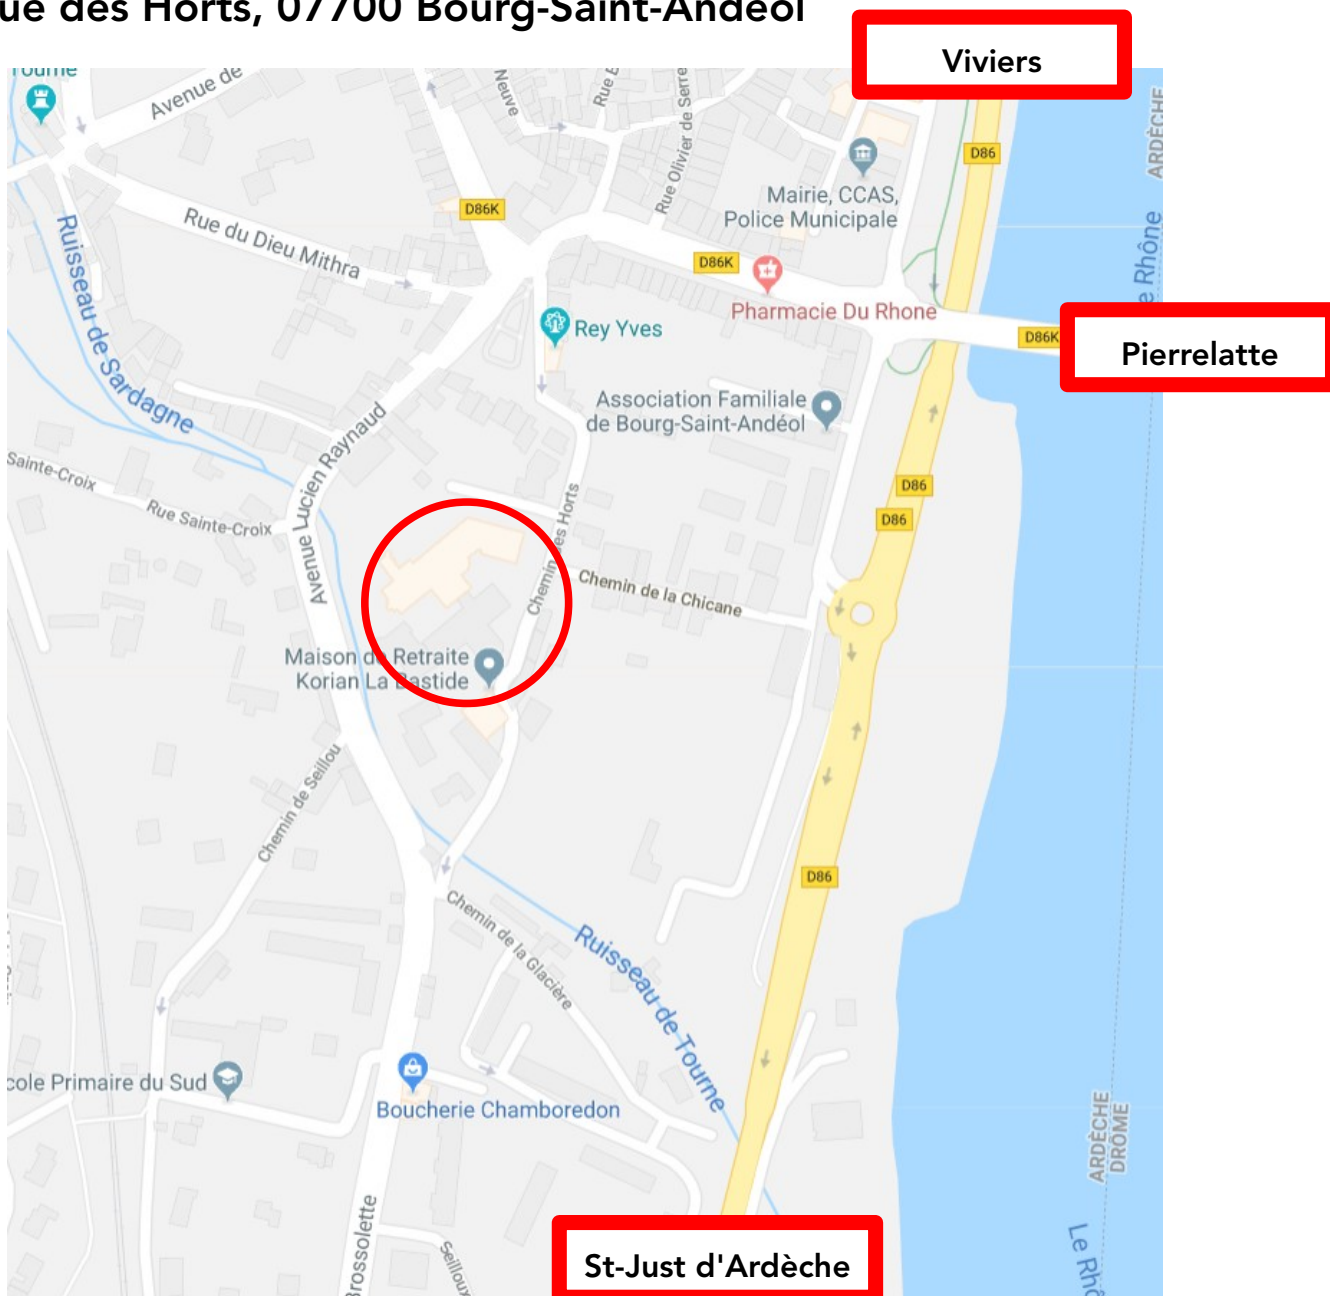 ue des Horts, 07700 Bourg-Saint-Andéol
Viviers
Tourne
Avenue de
Neuve
Rue Olivier de Serre
ARDÈCHE
D86
Mairie, CCAS,
Police Municipale
D86K
Rue du Dieu Mithra
Ruisseau de Sardagne
D86K
Pharmacie Du Rhone
e Rhône
Rey Yves
D86K
Pierrelatte
Association Familiale
de Bourg-Saint-Andéol
Avenue Lucien Raynaud
Sainte-Croix
Rue Sainte-Croix
D86
D86
Chemin des Horts
Chemin de la Chicane
Maison de Retraite
Korian La Bastide
Chemin de Seillou
D86
Chemin de la Glacière
Ruisseau de Tourne
cole Primaire du Sud
Boucherie Chamboredon
ARDÈCHE
DRÔME
Brossolette
Seilloux
St-Just d'Ardèche
Le Rhô